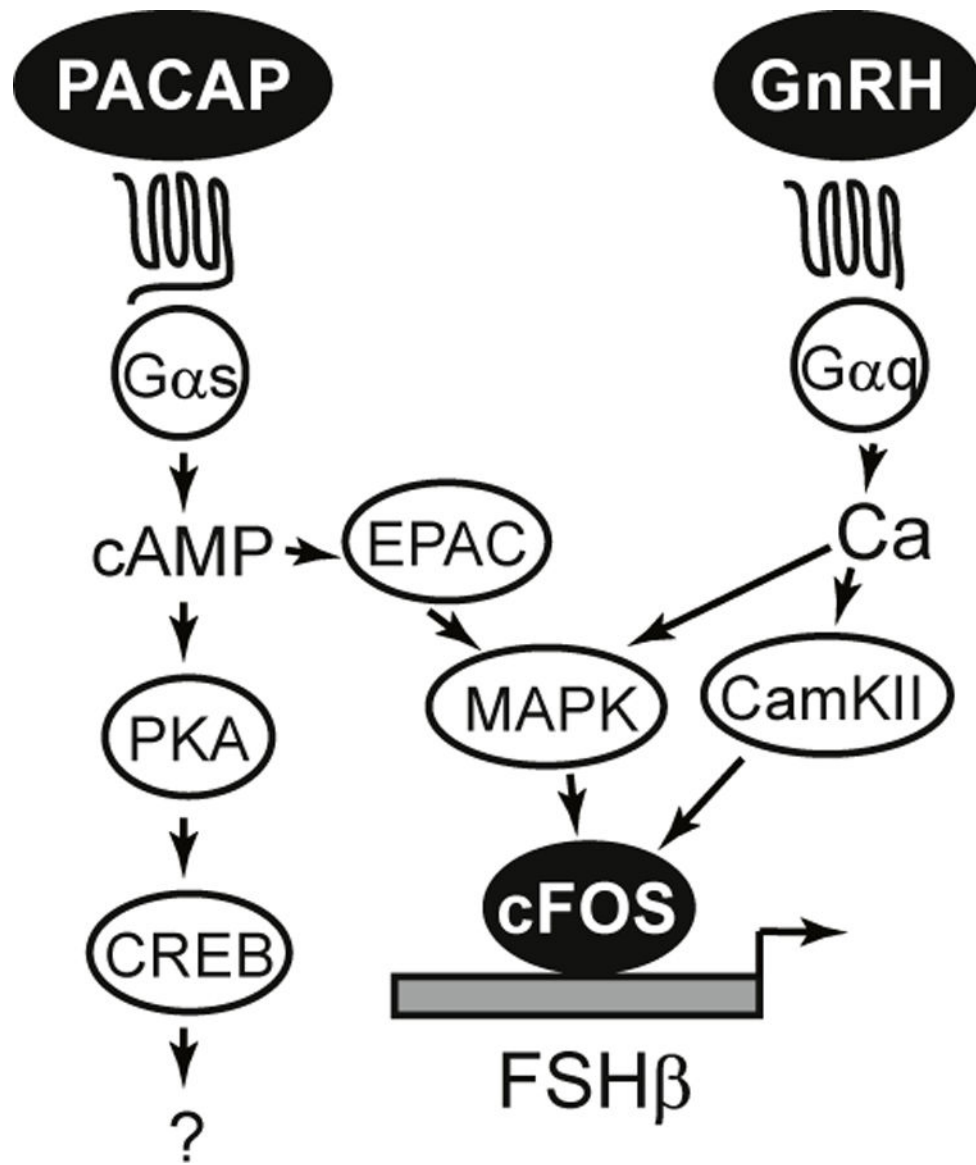 PACAP
GnRH
Gαs
Gαq
cAMP
EPAC
Ca
PKA
MAPK
CamKII
CREB
cFOS
FSHβ
?